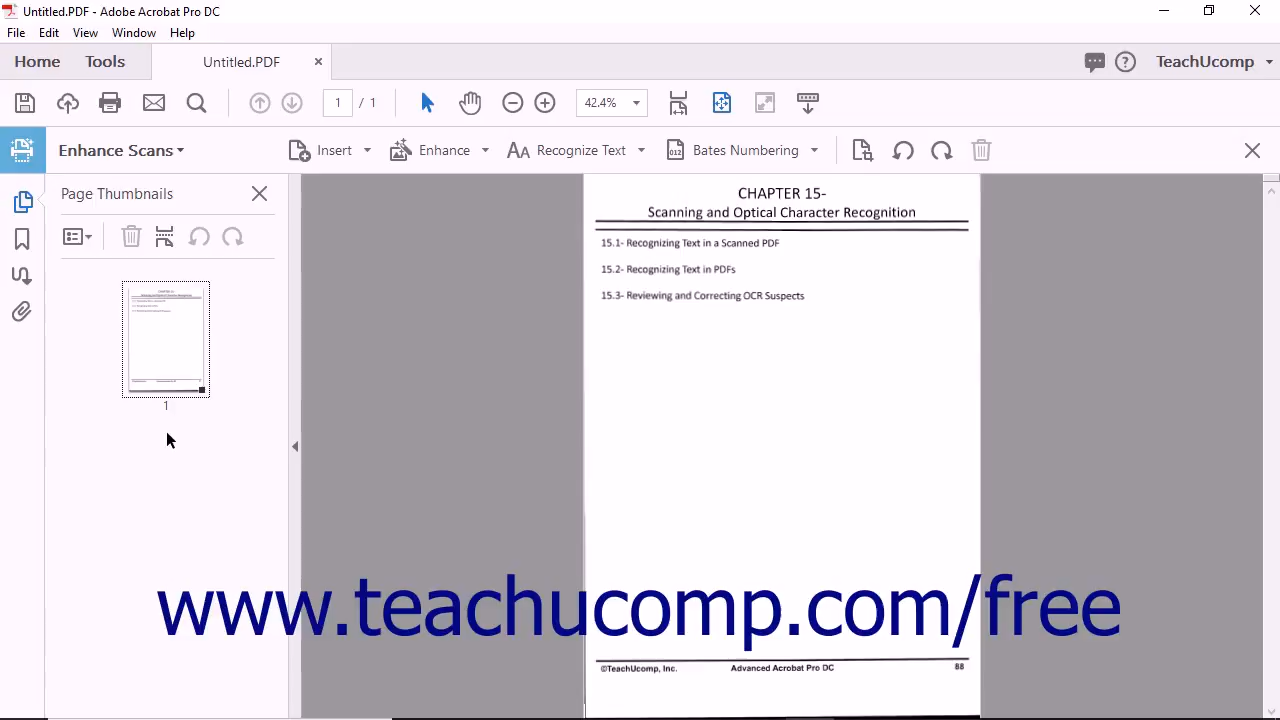 Untitled.PDF - Adobe Acrobat Pro DC
File Edit View Window Help
Home Tools Untitled.PDF × TeachUcomp
1 / 1 42.4%
Enhance Scans Insert Enhance AA Recognize Text 012 Bates Numbering
Page Thumbnails
1
CHAPTER 15-
Scanning and Optical Character Recognition
15.1- Recognizing Text in a Scanned PDF
15.2- Recognizing Text in PDFs
15.3- Reviewing and Correcting OCR Suspects
www.teachucomp.com/free
©TeachUcomp, Inc. Advanced Acrobat Pro DC 88